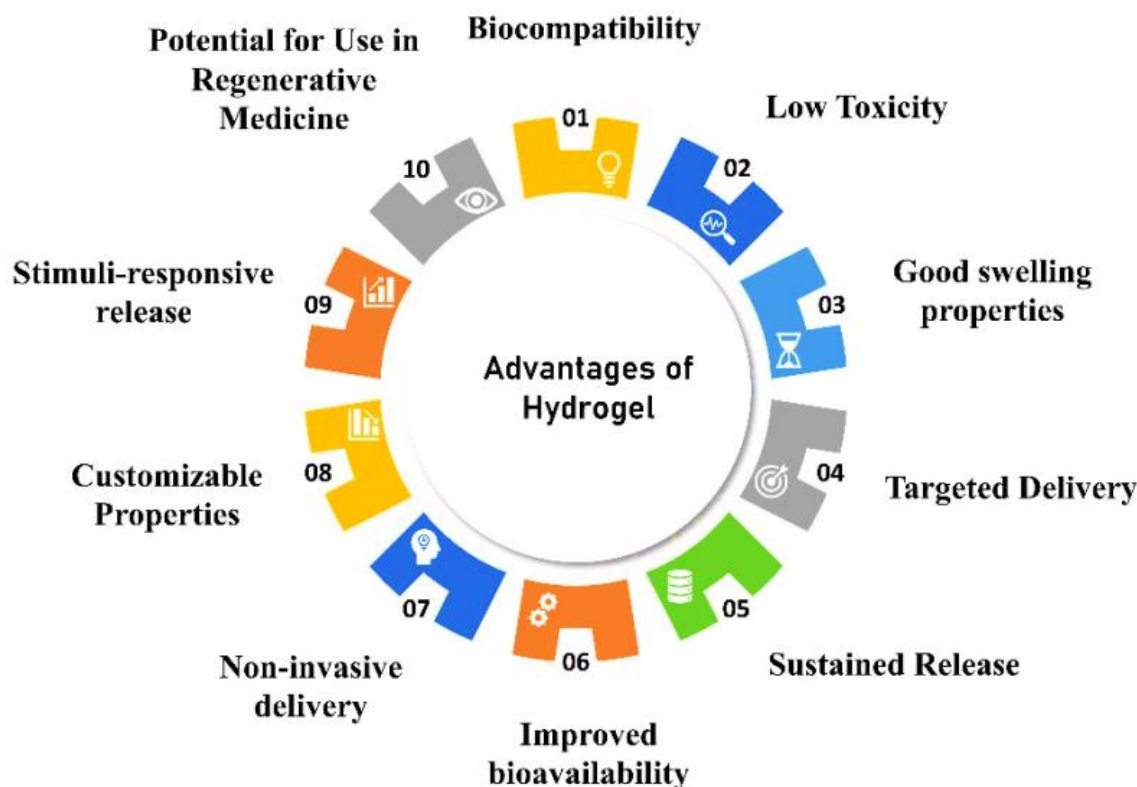 Advantages of
Hydrogel
01
Biocompatibility
02
Low Toxicity
03
Good swelling
properties
04
Targeted Delivery
05
Sustained Release
06
Improved
bioavailability
07
Non-invasive
delivery
08
Customizable
Properties
09
Stimuli-responsive
release
10
Potential for Use in
Regenerative
Medicine